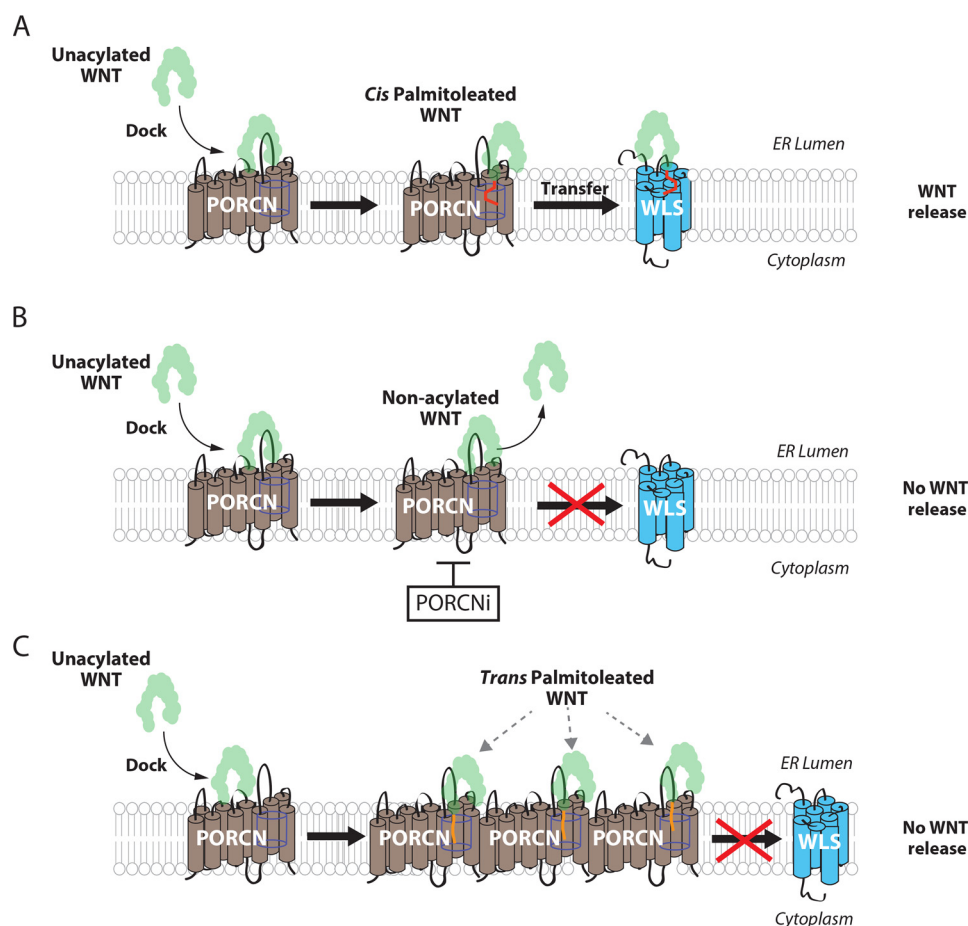 A
Unacylated
WNT
Dock
Cis Palmitoleated
WNT
ER Lumen
PORCN
PORCN
Transfer
WLS
WNT
release
Cytoplasm
B
Unacylated
WNT
Dock
Non-acylated
WNT
ER Lumen
PORCN
PORCN
WLS
No WNT
release
Cytoplasm
PORCNi
C
Unacylated
WNT
Dock
Trans Palmitoleated
WNT
ER Lumen
PORCN
PORCN
PORCN
PORCN
WLS
No WNT
release
Cytoplasm